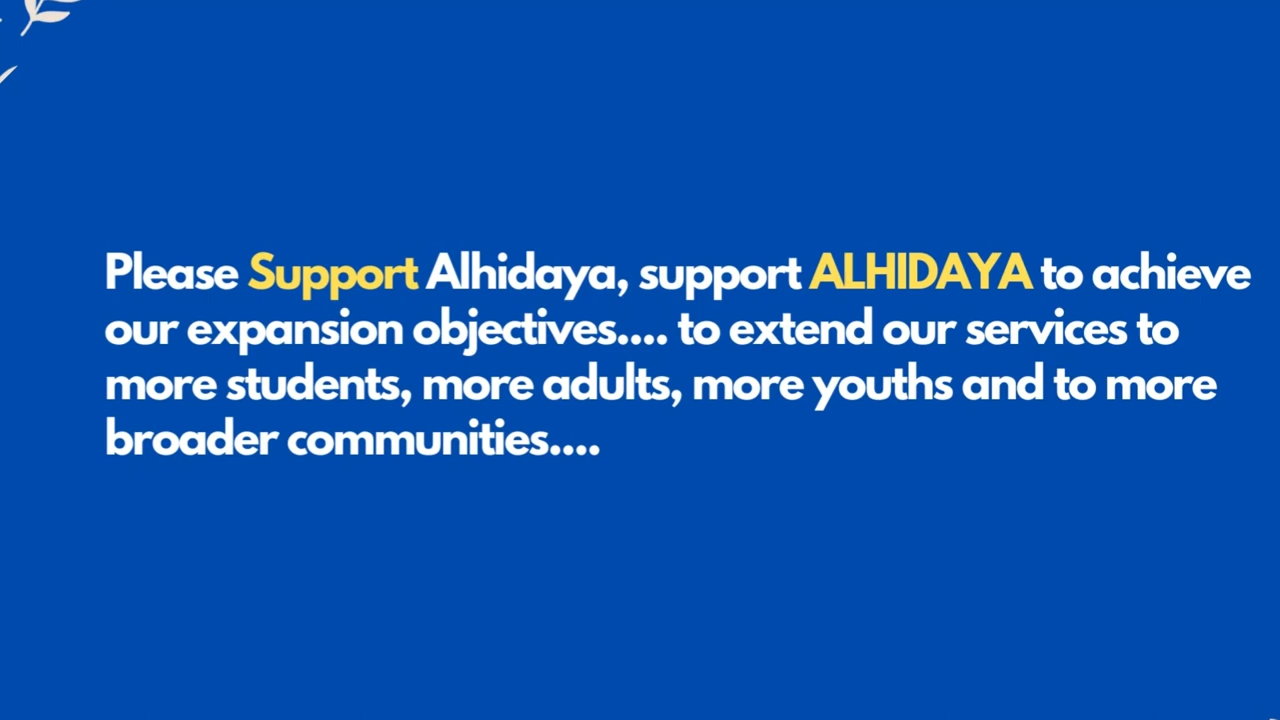 Please Support Alhidaya, support ALHIDAYA to achieve
our expansion objectives.... to extend our services to
more students, more adults, more youths and to more
broader communities....